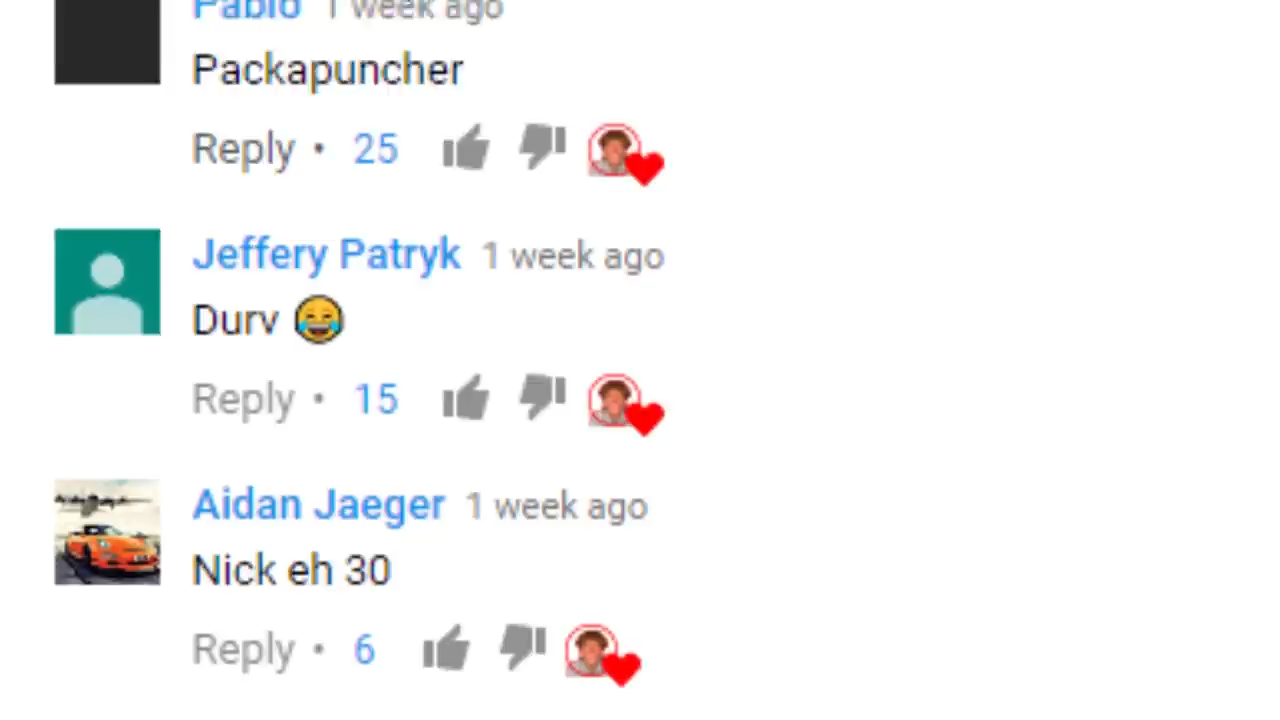 Pablo 1 week ago
Packapuncher
Reply • 25
Jeffery Patryk 1 week ago
Durv 😂
Reply • 15
Aidan Jaeger 1 week ago
Nick eh 30
Reply • 6